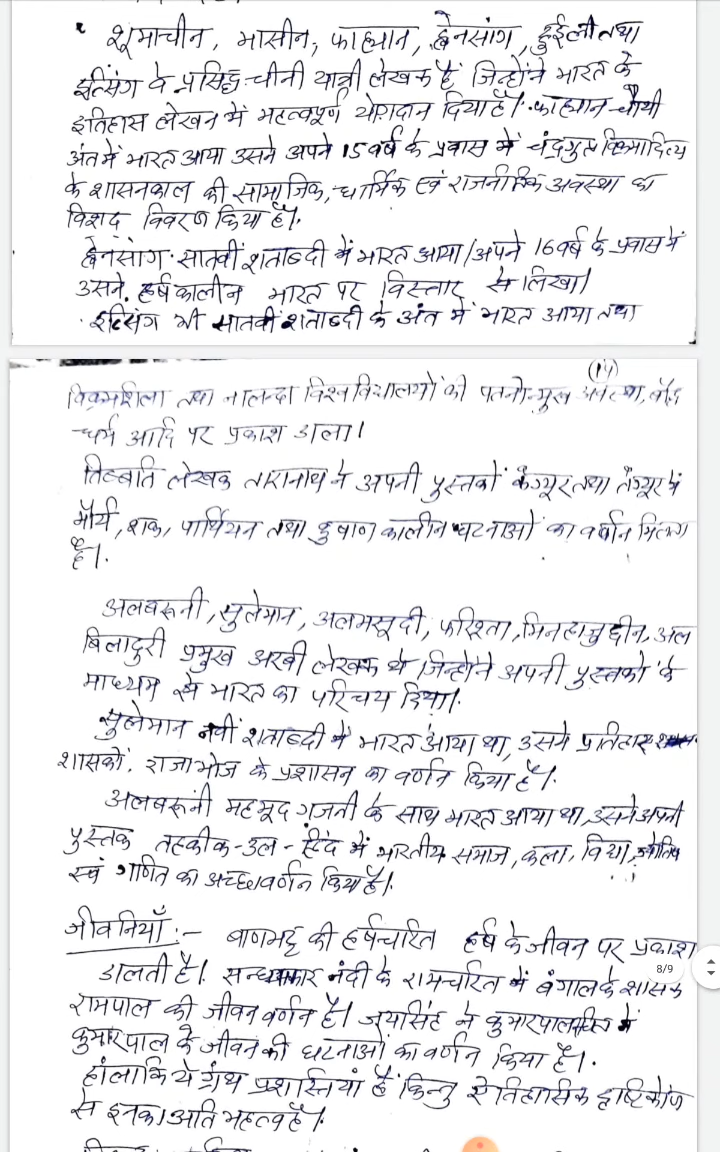 शूमाचीन, मासीन, फाह्यान, ह्वेनसांग, हुईली तथा
इत्सिंग वे प्रसिद्ध चीनी यात्री लेखक हैं जिन्होंने भारत के
इतिहास लेखन में महत्वपूर्ण योगदान दिया है। फाह्यान चौथी
अंत में भारत आया उसने अपने 15 वर्ष के प्रवास में चंद्रगुप्त विक्रमादित्य
के शासनकाल की सामाजिक, धार्मिक एवं राजनीतिक अवस्था का
विशद विवरण किया है।
ह्वेनसांग सातवीं शताब्दी में भारत आया। अपने 16 वर्ष के प्रवास में
उसने हर्ष कालीन भारत पर विस्तार से लिखा।
इत्सिंग भी सातवीं शताब्दी के अंत में भारत आया तथा
(14)
विक्रमशिला तथा नालन्दा विश्वविद्यालयों की पतनोन्मुख अवस्था, बौद्ध
धर्म आदि पर प्रकाश डाला।
तिब्बति लेखक तारानाथ ने अपनी पुस्तकों कंग्यूर तथा तंग्यूर में
मौर्य, शक, पार्थियन तथा कुषाण कालीन घटनाओं का वर्णन मिलता
है।
अलबरूनी, सुलेमान, अलमसूदी, फरिश्ता, मिनहाजुद्दीन, अल
बिलादुरी प्रमुख अरबी लेखक थे जिन्होंने अपनी पुस्तकों के
माध्यम से भारत का परिचय दिया।
सुलेमान नवीं शताब्दी में भारत आया था, उसने प्रतिहार
शासकों, राजा भोज के प्रशासन का वर्णन किया है।
अलबरूनी महमूद गजनी के साथ भारत आया था, उसने अपनी
पुस्तक तहकीक-उल-हिंद में भारतीय समाज, कला, विद्या, ज्योतिष
एवं गणित का अच्छा वर्णन किया है।
जीवनियाँ :- बाणभट्ट की हर्षचरित हर्ष के जीवन पर प्रकाश
डालती है। सन्ध्याकार नंदी के रामचरित में बंगाल के शासक
8/9
रामपाल की जीवन वर्णन है। जयसिंह ने कुमारपालचरित में
कुमारपाल के जीवन की घटनाओं का वर्णन किया है।
हांलाकि ये ग्रंथ प्रशस्तियां हैं किन्तु ऐतिहासिक दृष्टिकोण
से इनका अति महत्व है।